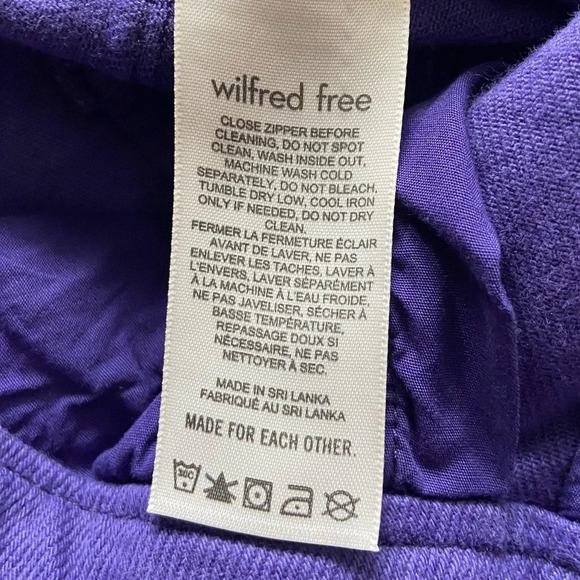 wilfred free
CLOSE ZIPPER BEFORE
CLEANING, DO NOT SPOT
CLEAN, WASH INSIDE OUT,
MACHINE WASH COLD
SEPARATELY, DO NOT BLEACH.
TUMBLE DRY LOW, COOL IRON
ONLY IF NEEDED, DO NOT DRY
CLEAN.
FERMER LA FERMETURE ÉCLAIR
AVANT DE LAVER, NE PAS
ENLEVER LES TACHES, LAVER À
L'ENVERS, LAVER SÉPARÉMENT
À LA MACHINE À L'EAU FROIDE,
NE PAS JAVELISER, SÉCHER À
BASSE TEMPÉRATURE,
REPASSAGE DOUX SI
NÉCESSAIRE, NE PAS
NETTOYER À SEC.
MADE IN SRI LANKA
FABRIQUÉ AU SRI LANKA
MADE FOR EACH OTHER.
30C